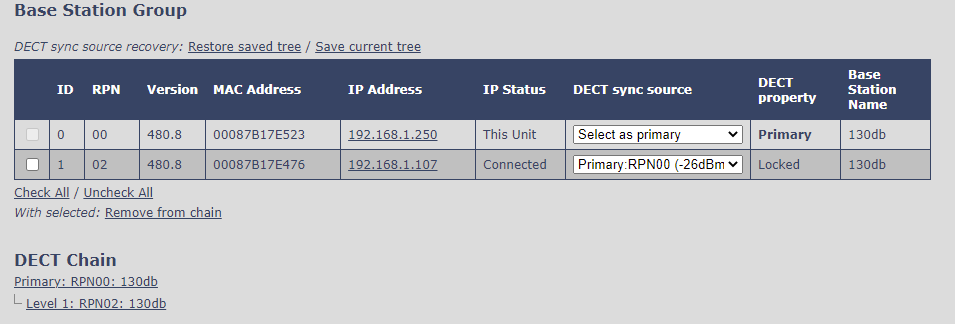 Base Station Group
DECT sync source recovery: Restore saved tree / Save current tree
ID RPN Version MAC Address IP Address IP Status DECT sync source DECT property Base Station Name
0 00 480.8 00087B17E523 192.168.1.250 This Unit Select as primary Primary 130db
1 02 480.8 00087B17E476 192.168.1.107 Connected Primary:RPN00 (-26dBm Locked 130db
Check All / Uncheck All
With selected: Remove from chain
DECT Chain
Primary: RPN00: 130db
Level 1: RPN02: 130db